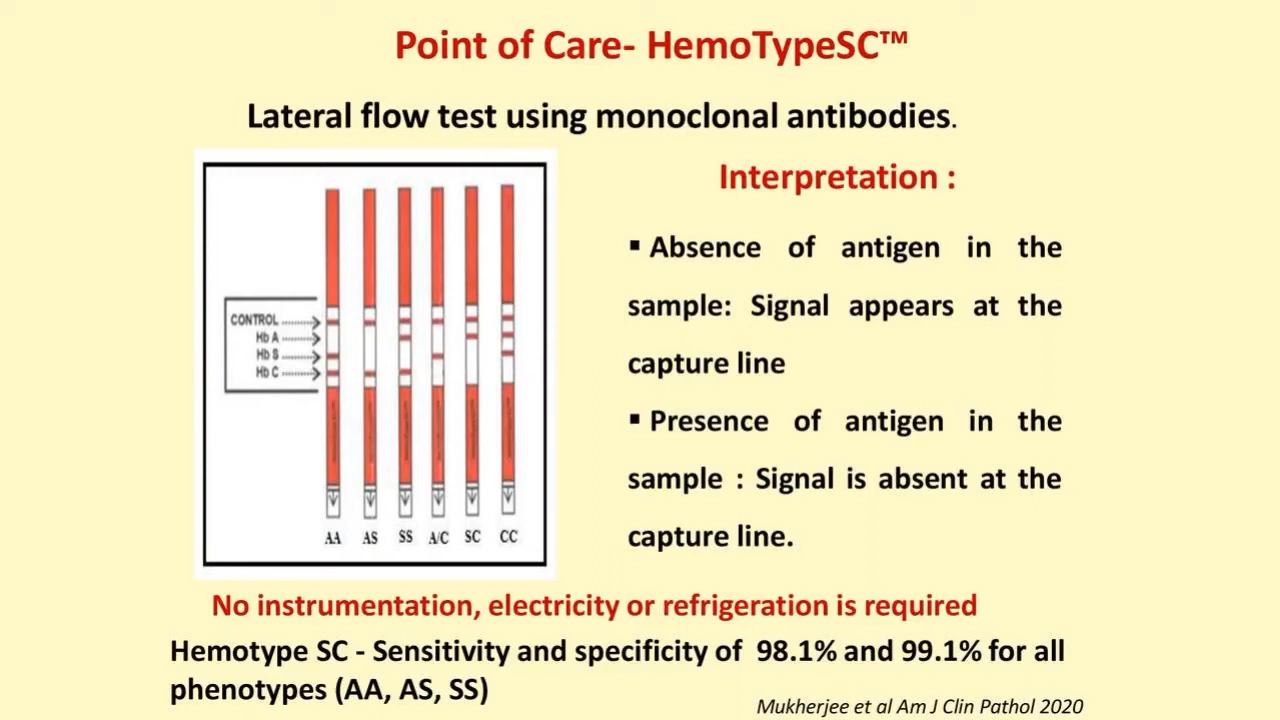 Point of Care- HemoTypeSC™
Lateral flow test using monoclonal antibodies.
CONTROL
Hb A
Hb S
Hb C
AA AS SS A/C SC CC
Interpretation :
▪ Absence of antigen in the
sample: Signal appears at the
capture line
▪ Presence of antigen in the
sample : Signal is absent at the
capture line.
No instrumentation, electricity or refrigeration is required
Hemotype SC - Sensitivity and specificity of 98.1% and 99.1% for all
phenotypes (AA, AS, SS)
Mukherjee et al Am J Clin Pathol 2020